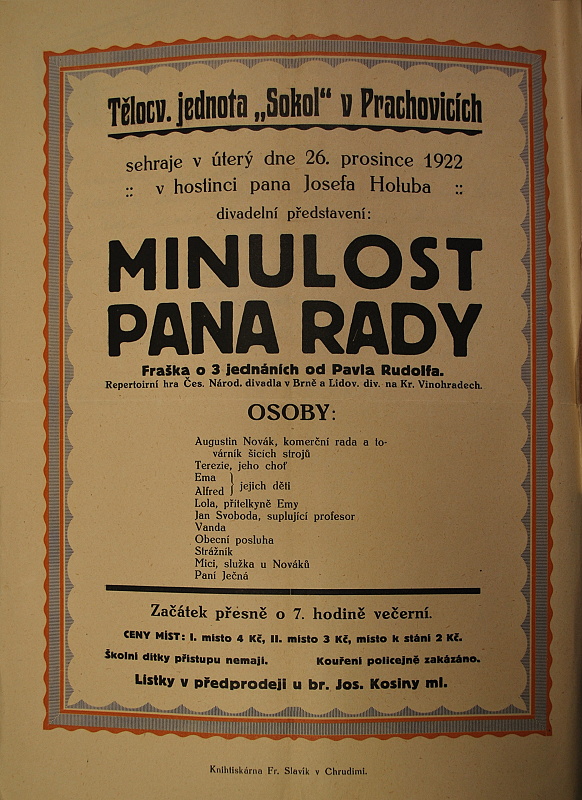 Tělocv. jednota „Sokol“ v Prachovicích
sehraje v úterý dne 26. prosince 1922
:: v hostinci pana Josefa Holuba ::
divadelní představení:
MINULOST
PANA RADY
Fraška o 3 jednáních od Pavla Rudolfa.
Repertoirní hra Čes. Národ. divadla v Brně a Lidov. div. na Kr. Vinohradech.
OSOBY:
Augustin Novák, komerční rada a to-
várník šicích strojů
Terezie, jeho choť
Ema
Alfred } jejich děti
Lola, přítelkyně Emy
Jan Svoboda, suplující profesor
Vanda
Obecní posluha
Strážník
Mici, služka u Nováků
Paní Ječná
Začátek přesně o 7. hodině večerní.
CENY MÍST: I. místo 4 Kč, II. místo 3 Kč, místo k stání 2 Kč.
Školní dítky přístupu nemají. Kouření policejně zakázáno.
Lístky v předprodeji u br. Jos. Kosiny ml.
Knihtiskárna Fr. Slavík v Chrudimi.